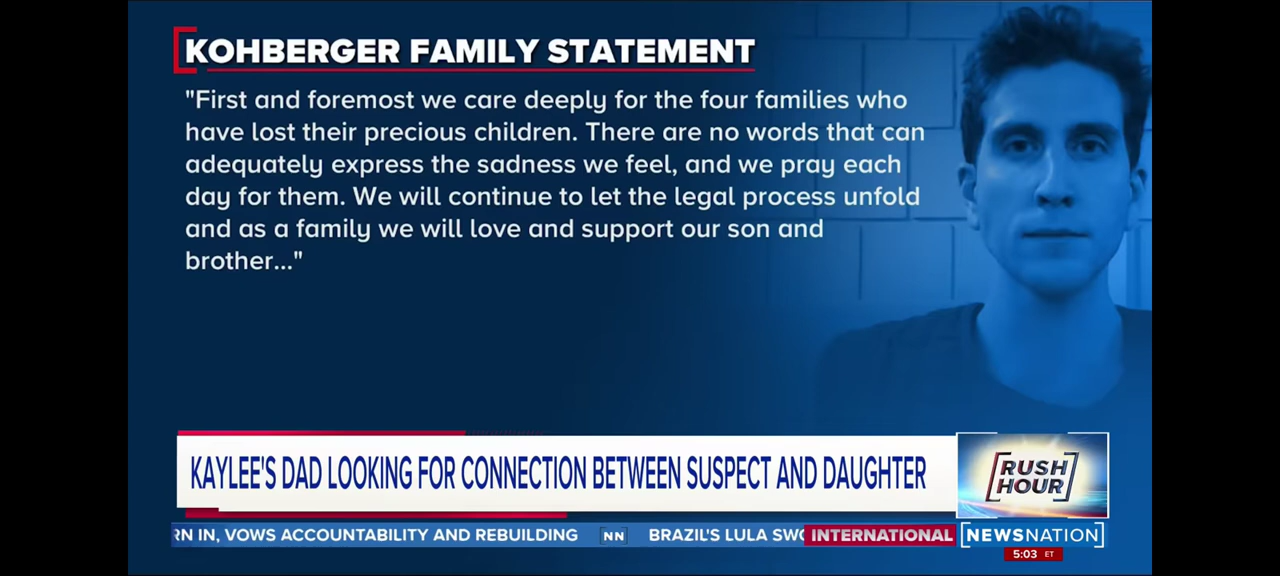 KOHBERGER FAMILY STATEMENT
"First and foremost we care deeply for the four families who
have lost their precious children. There are no words that can
adequately express the sadness we feel, and we pray each
day for them. We will continue to let the legal process unfold
and as a family we will love and support our son and
brother..."
KAYLEE'S DAD LOOKING FOR CONNECTION BETWEEN SUSPECT AND DAUGHTER
RUSH
HOUR
RN IN, VOWS ACCOUNTABILITY AND REBUILDING NN BRAZIL'S LULA SWO INTERNATIONAL NEWSNATION
5:03 ET